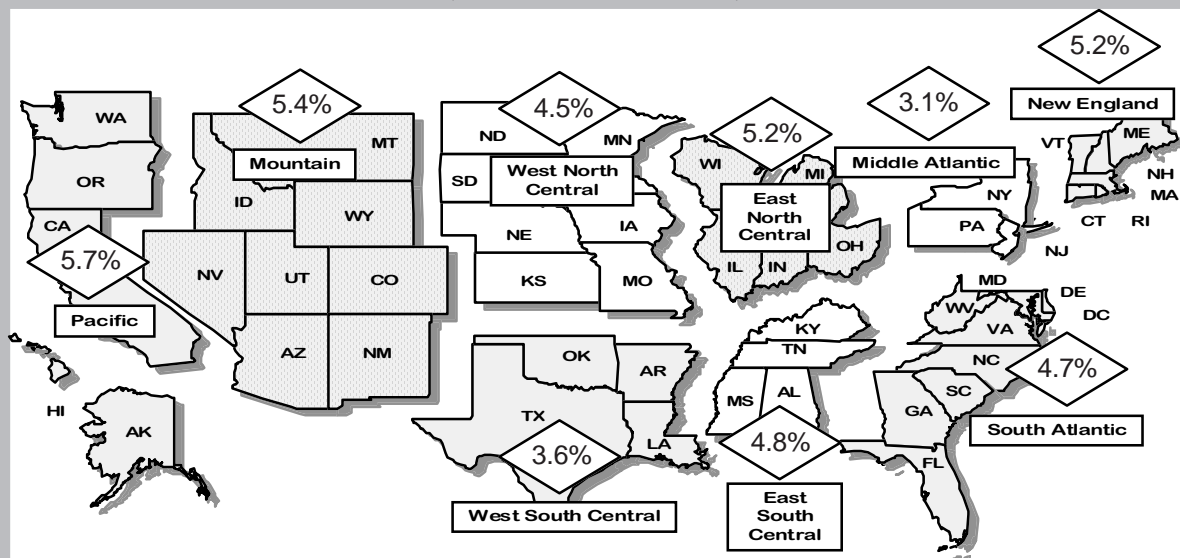 5.2%
New England
5.4%
Mountain
4.5%
West North
Central
5.2%
East
North
Central
3.1%
Middle Atlantic
5.7%
Pacific
3.6%
West South Central
4.8%
East
South
Central
4.7%
South Atlantic
WA
OR
CA
HI
AK
MT
ID
WY
NV
UT
CO
AZ
NM
ND
MN
SD
NE
IA
KS
MO
WI
MI
IL
IN
OH
NY
PA
NJ
VT
ME
NH
MA
CT
RI
OK
AR
TX
LA
KY
TN
MS
AL
MD
DE
DC
WV
VA
NC
SC
GA
FL